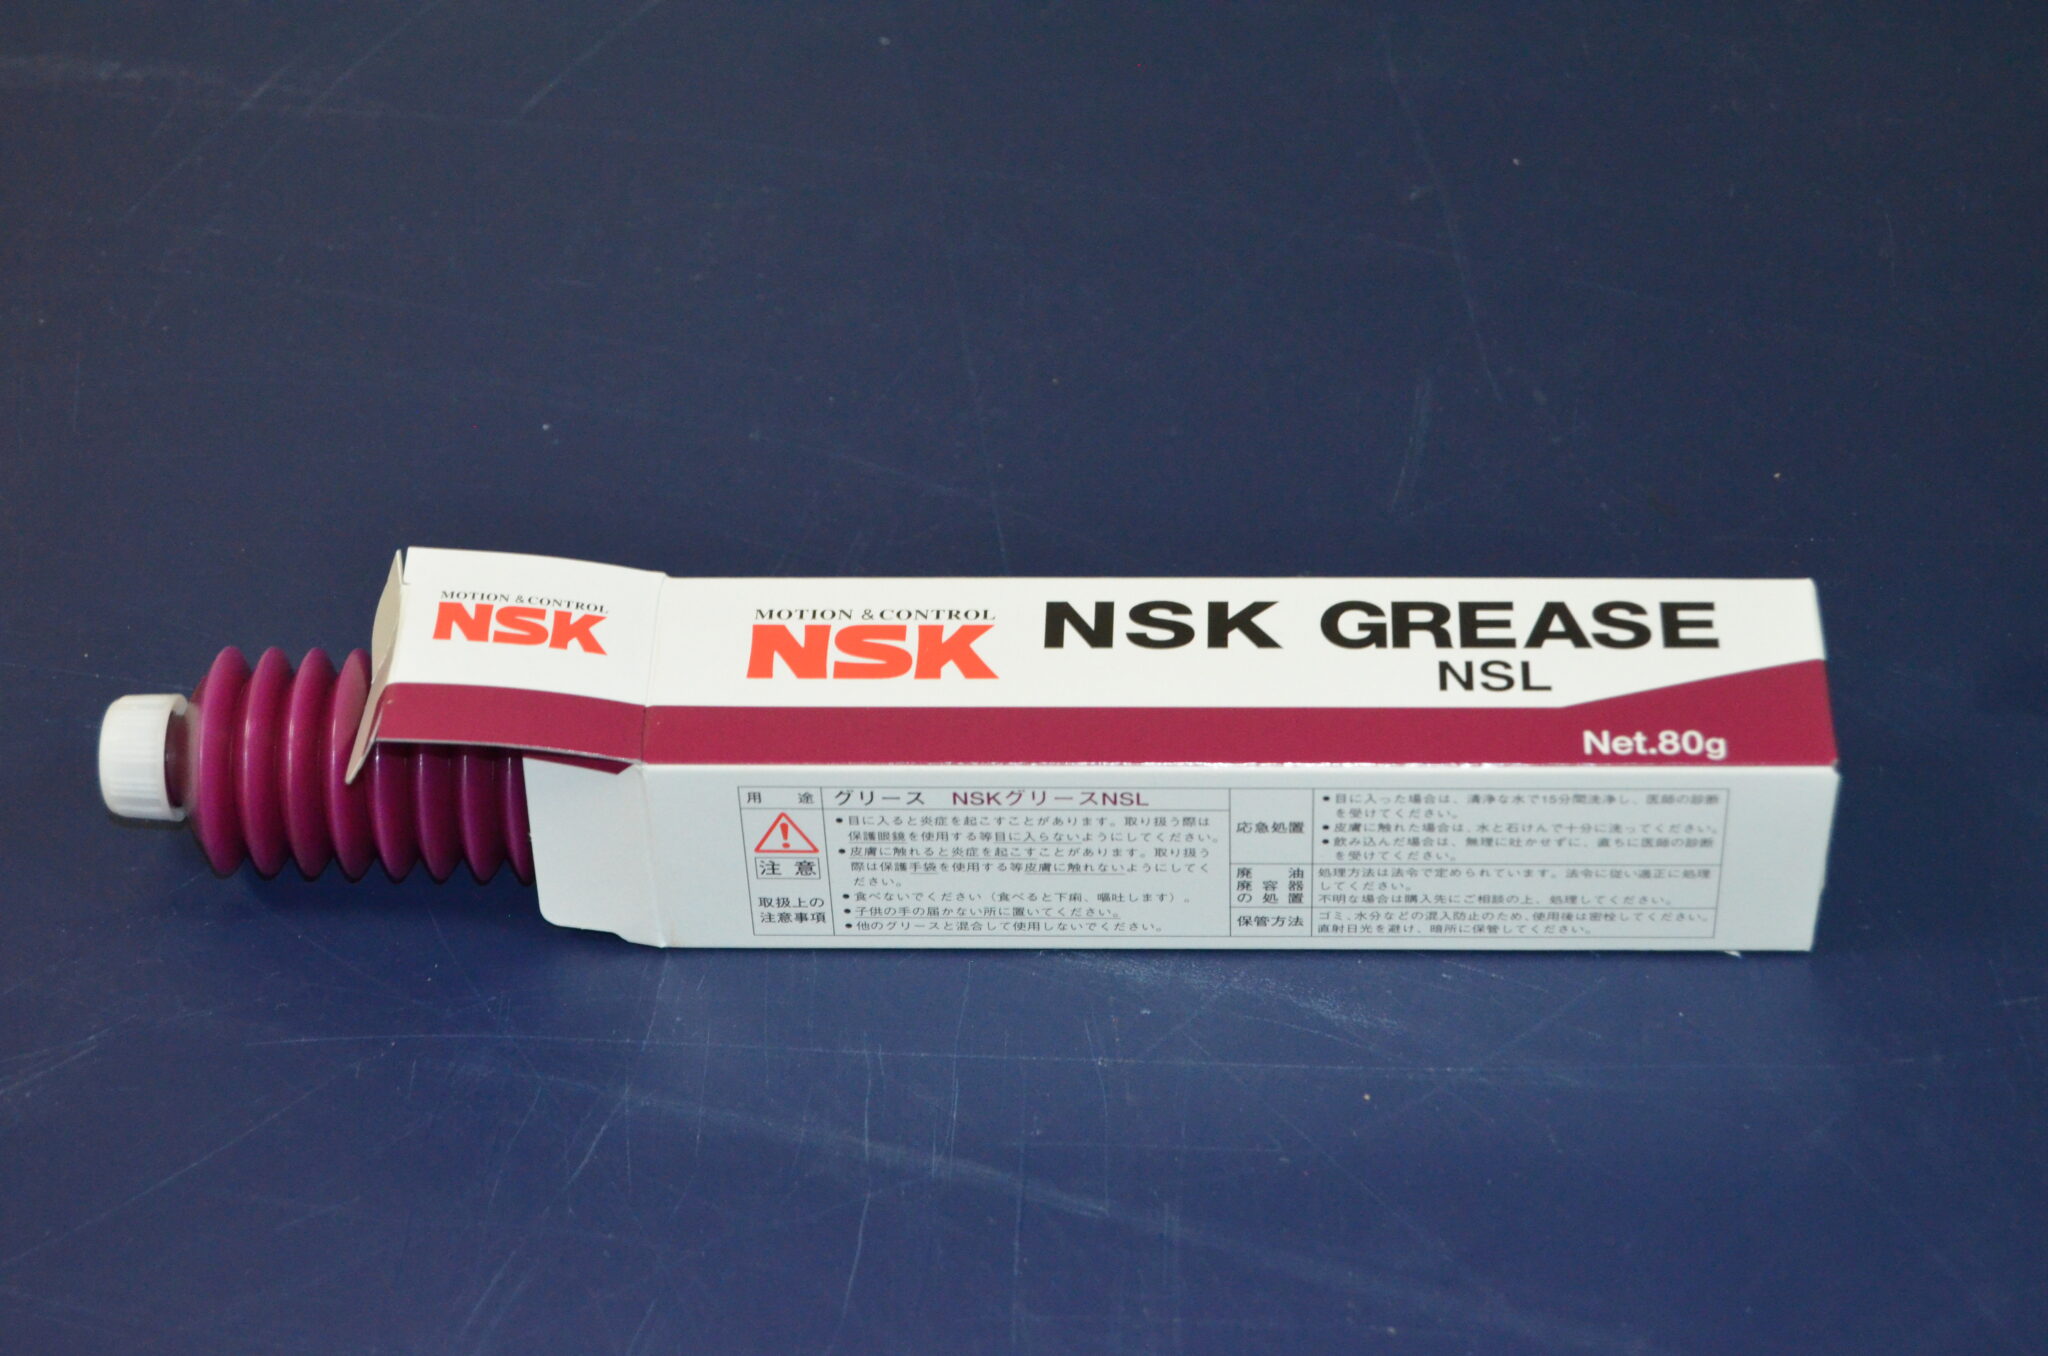 MOTION & CONTROL
NSK
MOTION & CONTROL
NSK
NSK GREASE
NSL
Net.80g
用途 グリース NSKグリースNSL
注意
取扱上の
注意事項
●目に入ると炎症を起こすことがあります。取り扱う際は
保護眼鏡を使用する等目に入らないようにしてください。
●皮膚に触れると炎症を起こすことがあります。取り扱う
際は保護手袋を使用する等皮膚に触れないようにしてく
ださい。
●食べないでください（食べると下痢、嘔吐します）。
●子供の手の届かない所に置いてください。
●他のグリースと混合して使用しないでください。
応急処置
●目に入った場合は、清浄な水で15分間洗浄し、医師の診断
を受けてください。
●皮膚に触れた場合は、水と石けんで十分に洗ってください。
●飲み込んだ場合は、無理に吐かせずに、直ちに医師の診断
を受けてください。
廃油
廃容器
の処置
処理方法は法令で定められています。法令に従い適正に処理
してください。
不明な場合は購入先にご相談の上、処理してください。
保管方法
ゴミ、水分などの混入防止のため、使用後は密栓してください。
直射日光を避け、暗所に保管してください。